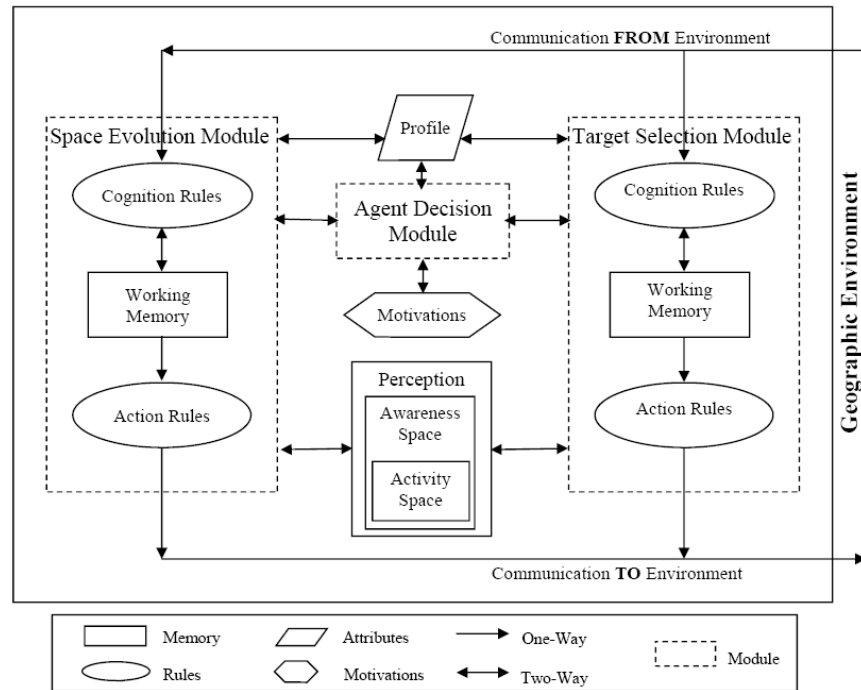 Communication FROM Environment
Space Evolution Module
Profile
Target Selection Module
Cognition Rules
Agent Decision
Module
Cognition Rules
Working
Memory
Motivations
Working
Memory
Perception
Action Rules
Awareness
Space
Action Rules
Activity
Space
Communication TO Environment
Geographic Environment
Memory
Attributes
One-Way
Module
Rules
Motivations
Two-Way